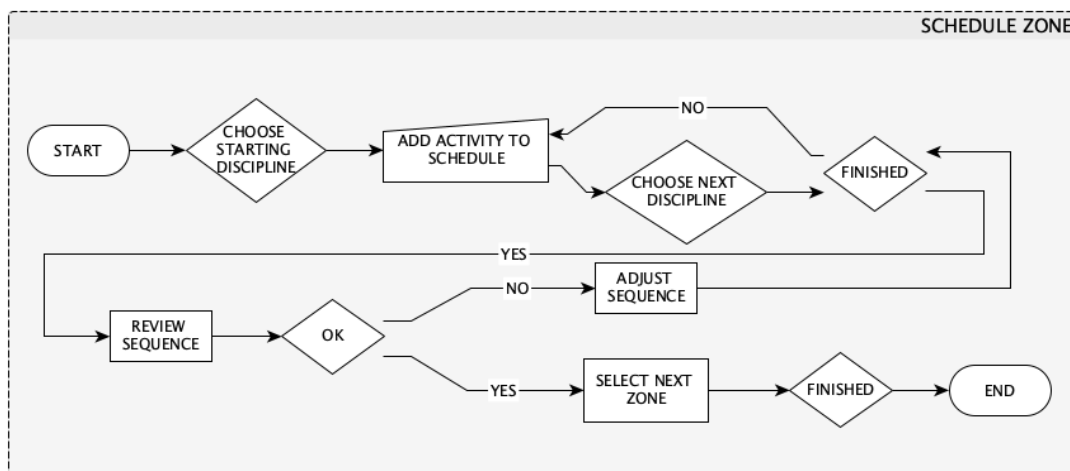 SCHEDULE ZONE
START
CHOOSE
STARTING
DISCIPLINE
ADD ACTIVITY TO
SCHEDULE
NO
CHOOSE NEXT
DISCIPLINE
FINISHED
YES
REVIEW
SEQUENCE
OK
NO
ADJUST
SEQUENCE
YES
SELECT NEXT
ZONE
FINISHED
END